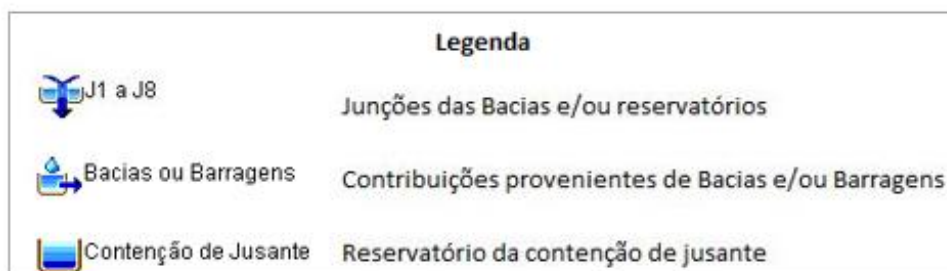 Legenda
J1 a J8 Junções das Bacias e/ou reservatórios
Bacias ou Barragens Contribuições provenientes de Bacias e/ou Barragens
Contenção de Jusante Reservatório da contenção de jusante